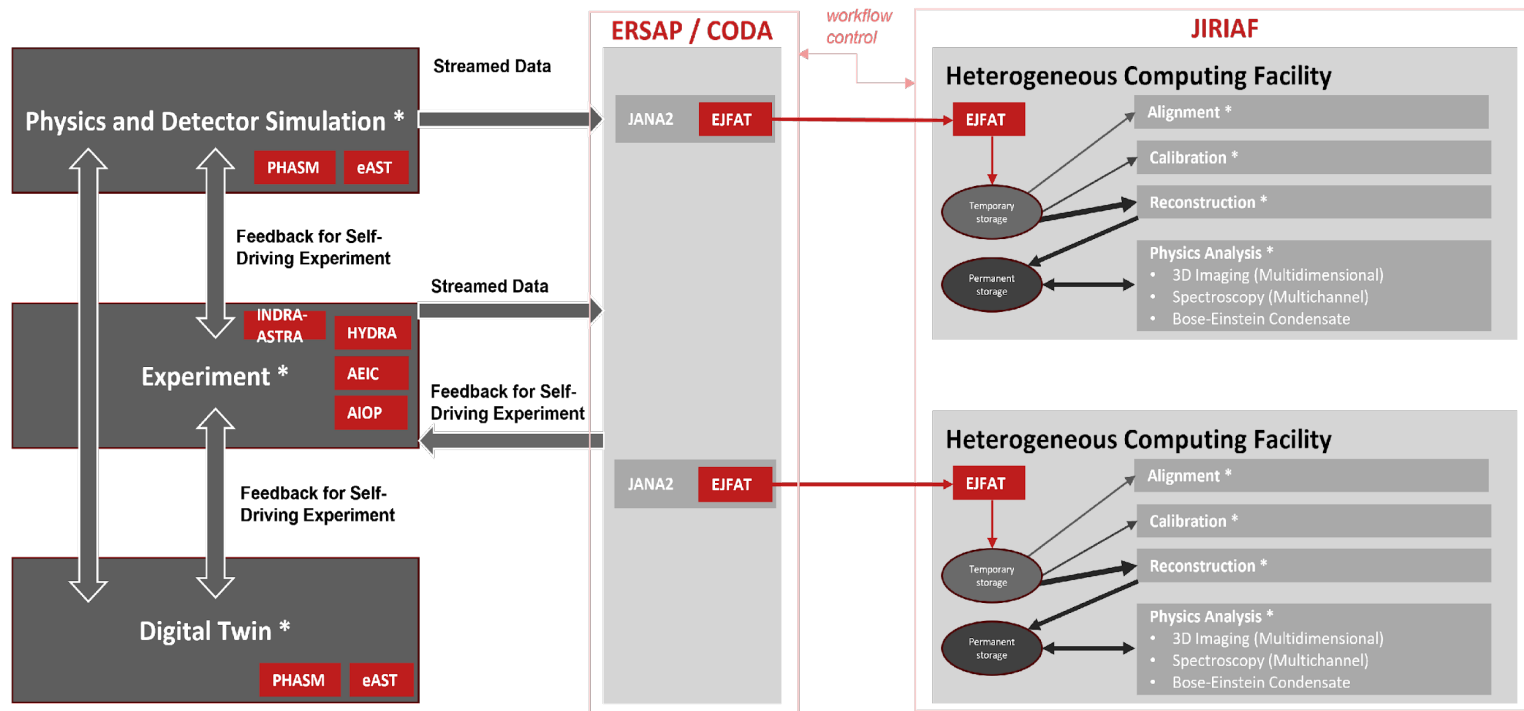 Physics and Detector Simulation *
PHASM
eAST
Feedback for Self-
Driving Experiment
INDRA-
ASTRA
HYDRA
Experiment *
AEIC
AIOP
Feedback for Self-
Driving Experiment
Digital Twin *
PHASM
eAST
Streamed Data
Streamed Data
Feedback for Self-
Driving Experiment
ERSAP / CODA
JANA2
EJFAT
JANA2
EJFAT
workflow
control
JIRIAF
Heterogeneous Computing Facility
EJFAT
Temporary
storage
Permanent
storage
Alignment *
Calibration *
Reconstruction *
Physics Analysis *
• 3D Imaging (Multidimensional)
• Spectroscopy (Multichannel)
• Bose-Einstein Condensate
Heterogeneous Computing Facility
EJFAT
Temporary
storage
Permanent
storage
Alignment *
Calibration *
Reconstruction *
Physics Analysis *
• 3D Imaging (Multidimensional)
• Spectroscopy (Multichannel)
• Bose-Einstein Condensate